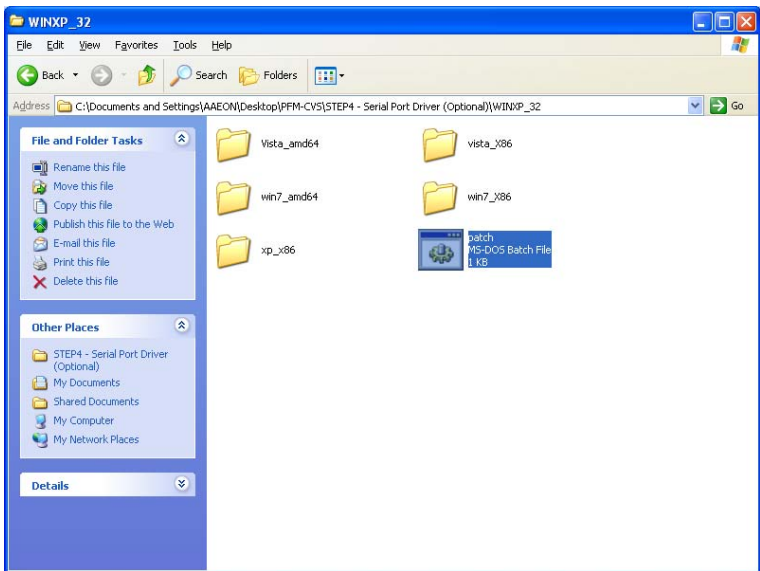 WINXP_32
File Edit View Favorites Tools Help
Back Search Folders
Address C:\Documents and Settings\AAEON\Desktop\PFM-CVS\STEP4 - Serial Port Driver (Optional)\WINXP_32 Go
File and Folder Tasks
Rename this file
Move this file
Copy this file
Publish this file to the Web
E-mail this file
Print this file
Delete this file
Other Places
STEP4 - Serial Port Driver
(Optional)
My Documents
Shared Documents
My Computer
My Network Places
Details
Vista_amd64
vista_X86
win7_amd64
win7_X86
xp_x86
patch
MS-DOS Batch File
1 KB